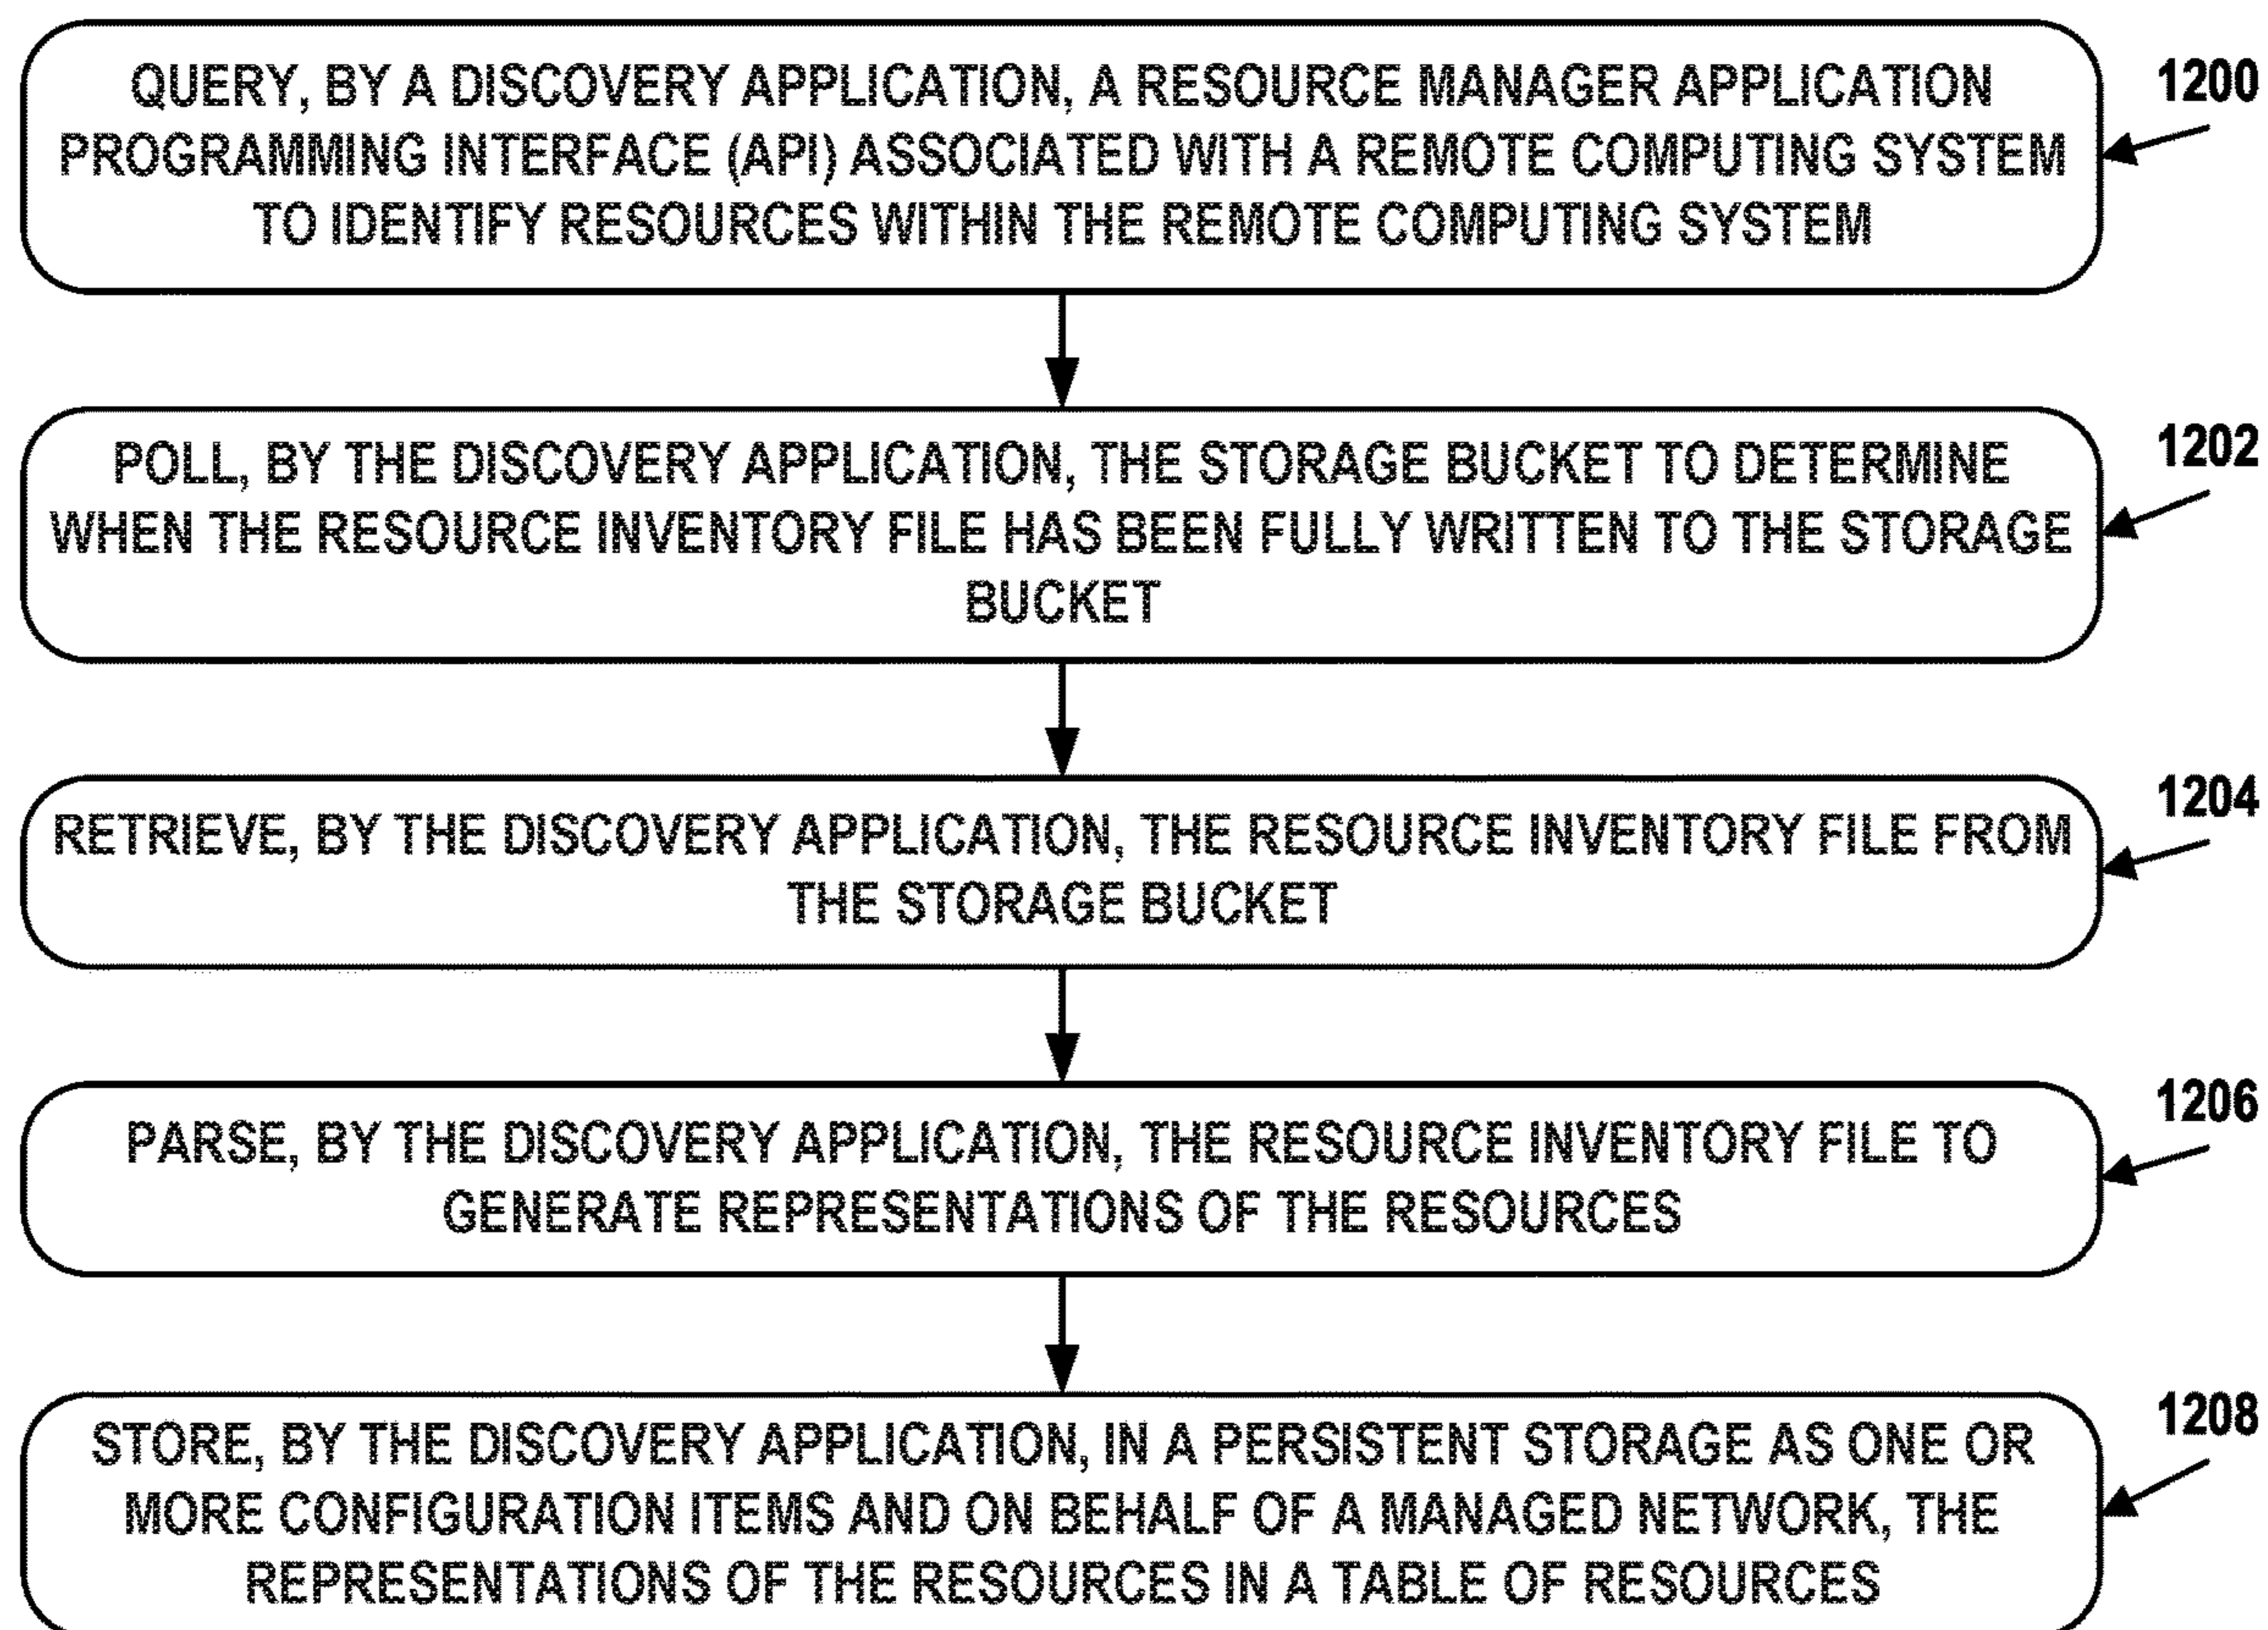 QUERY, BY A DISCOVERY APPLICATION, A RESOURCE MANAGER APPLICATION
PROGRAMMING INTERFACE (API) ASSOCIATED WITH A REMOTE COMPUTING SYSTEM
TO IDENTIFY RESOURCES WITHIN THE REMOTE COMPUTING SYSTEM
1200
POLL, BY THE DISCOVERY APPLICATION, THE STORAGE BUCKET TO DETERMINE
WHEN THE RESOURCE INVENTORY FILE HAS BEEN FULLY WRITTEN TO THE STORAGE
BUCKET
1202
RETRIEVE, BY THE DISCOVERY APPLICATION, THE RESOURCE INVENTORY FILE FROM
THE STORAGE BUCKET
1204
PARSE, BY THE DISCOVERY APPLICATION, THE RESOURCE INVENTORY FILE TO
GENERATE REPRESENTATIONS OF THE RESOURCES
1206
STORE, BY THE DISCOVERY APPLICATION, IN A PERSISTENT STORAGE AS ONE OR
MORE CONFIGURATION ITEMS AND ON BEHALF OF A MANAGED NETWORK, THE
REPRESENTATIONS OF THE RESOURCES IN A TABLE OF RESOURCES
1208